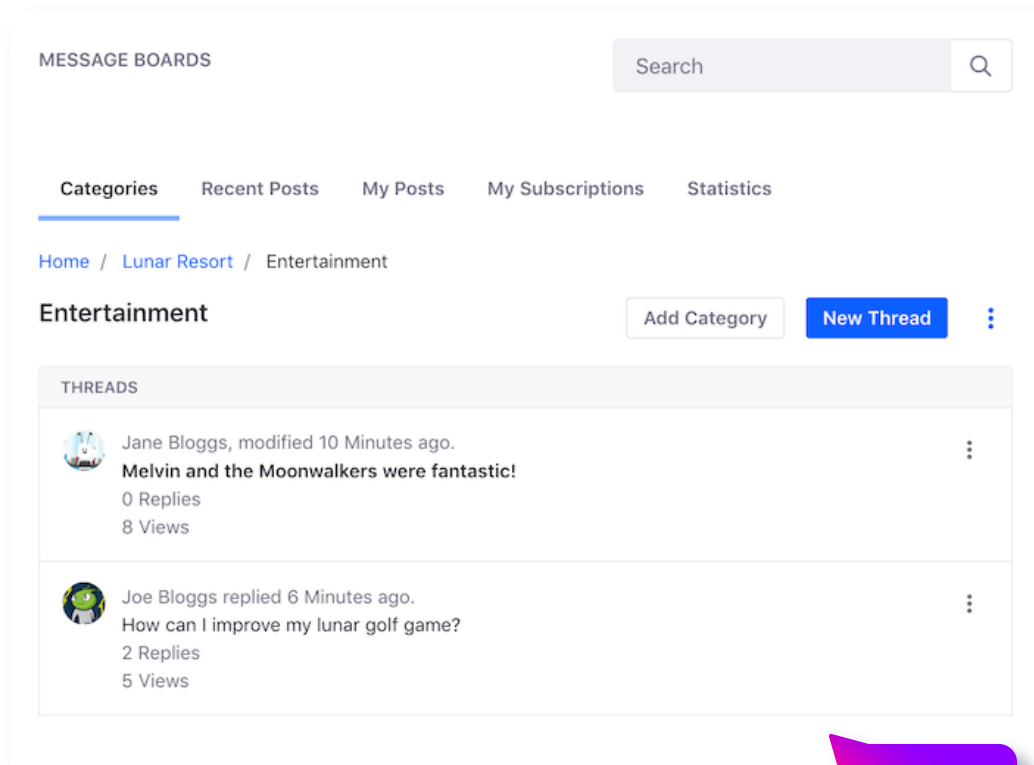 MESSAGE BOARDS
Search
Categories Recent Posts My Posts My Subscriptions Statistics
Home / Lunar Resort / Entertainment
Entertainment
Add Category New Thread
THREADS
Jane Bloggs, modified 10 Minutes ago.
Melvin and the Moonwalkers were fantastic!
0 Replies
8 Views
Joe Bloggs replied 6 Minutes ago.
How can I improve my lunar golf game?
2 Replies
5 Views